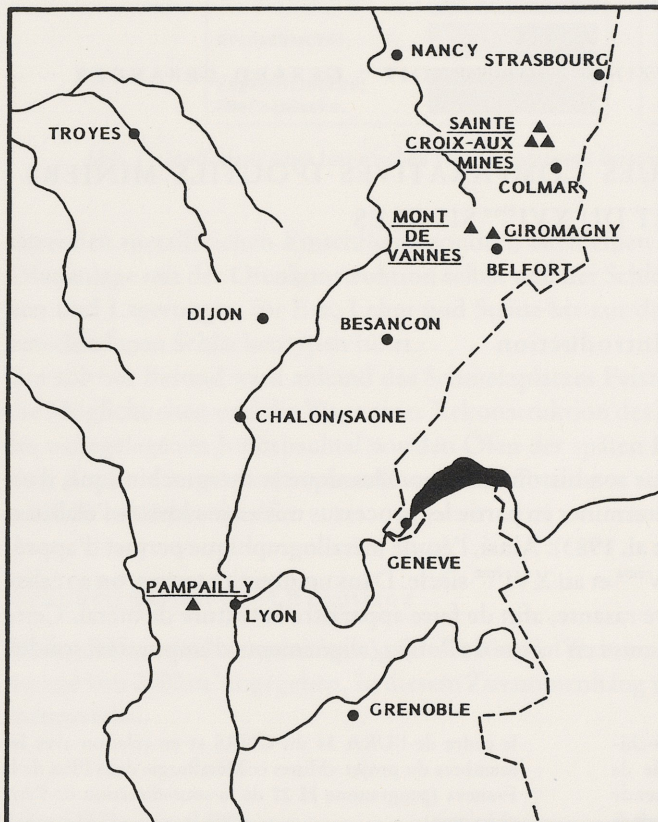 NANCY
STRASBOURG
TROYES
SAINTE
CROIX-AUX
MINES
COLMAR
MONT
DE
VANNES
GIROMAGNY
BELFORT
DIJON
BESANCON
CHALON/SAONE
GENEVE
PAMPAILLY
LYON
GRENOBLE